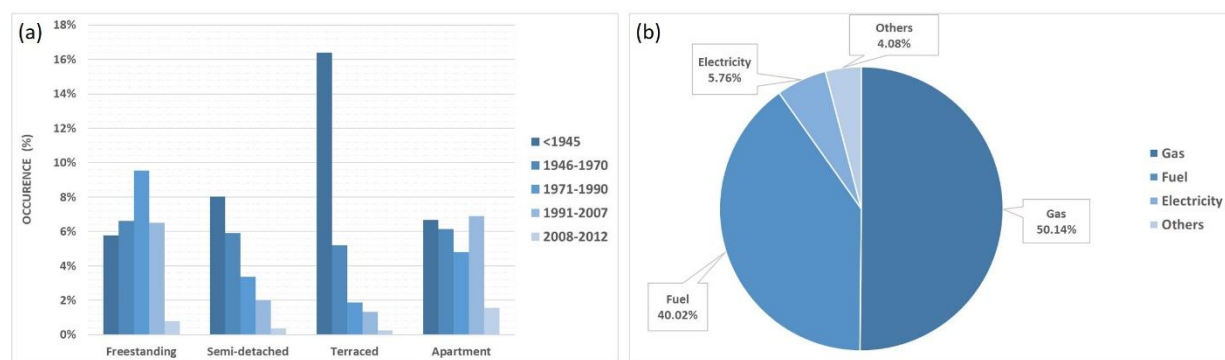 (a)
18%
16%
14%
12%
10%
8%
6%
4%
2%
0%
OCCURENCE (%)
Freestanding
Semi-detached
Terraced
Apartment
<1945
1946-1970
1971-1990
1991-2007
2008-2012
(b)
Others
4.08%
Electricity
5.76%
Gas
50.14%
Fuel
40.02%
Gas
Fuel
Electricity
Others